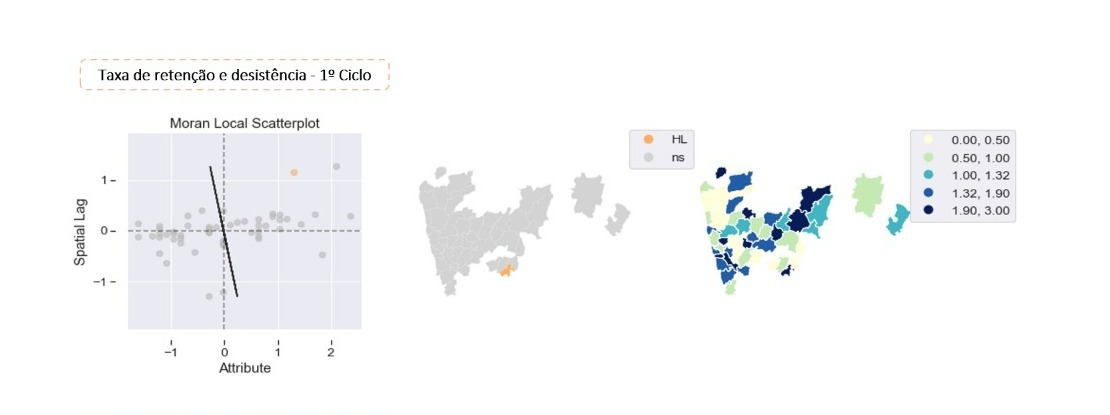 Taxa de retenção e desistência - 1º Ciclo
Moran Local Scatterplot
Spatial Lag
1
0
−1
−1
0
1
2
Attribute
HL
ns
0.00, 0.50
0.50, 1.00
1.00, 1.32
1.32, 1.90
1.90, 3.00